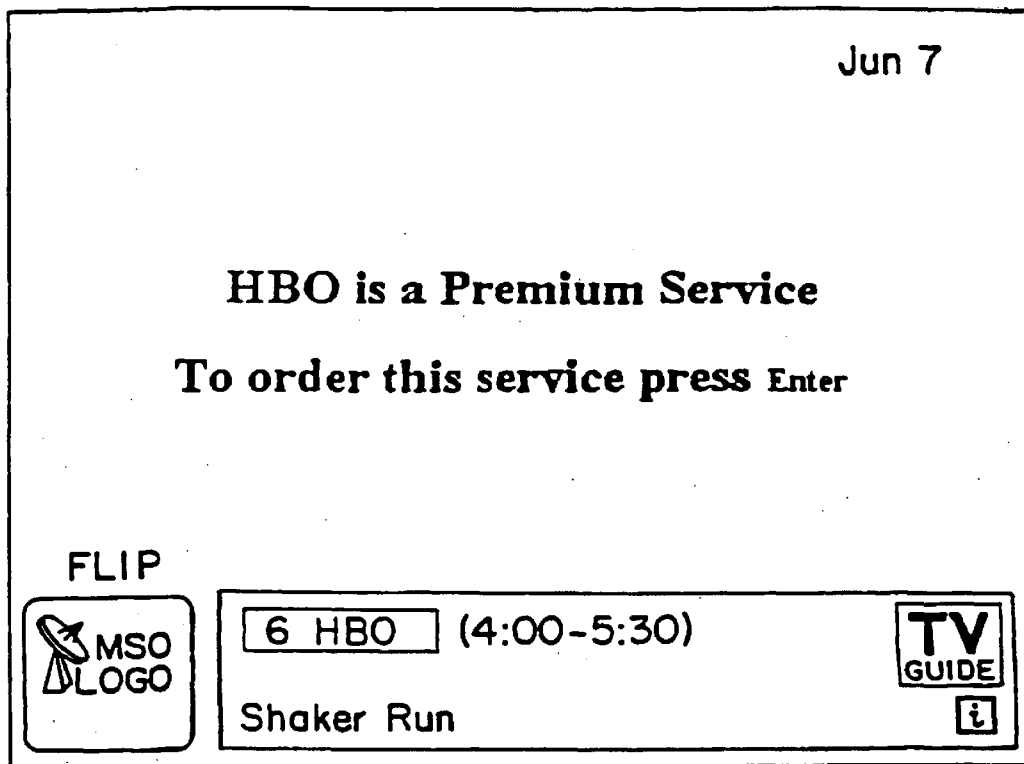 Jun 7
HBO is a Premium Service
To order this service press Enter
FLIP
MSO
LOGO
6 HBO (4:00-5:30)
TV
GUIDE
Shaker Run
i